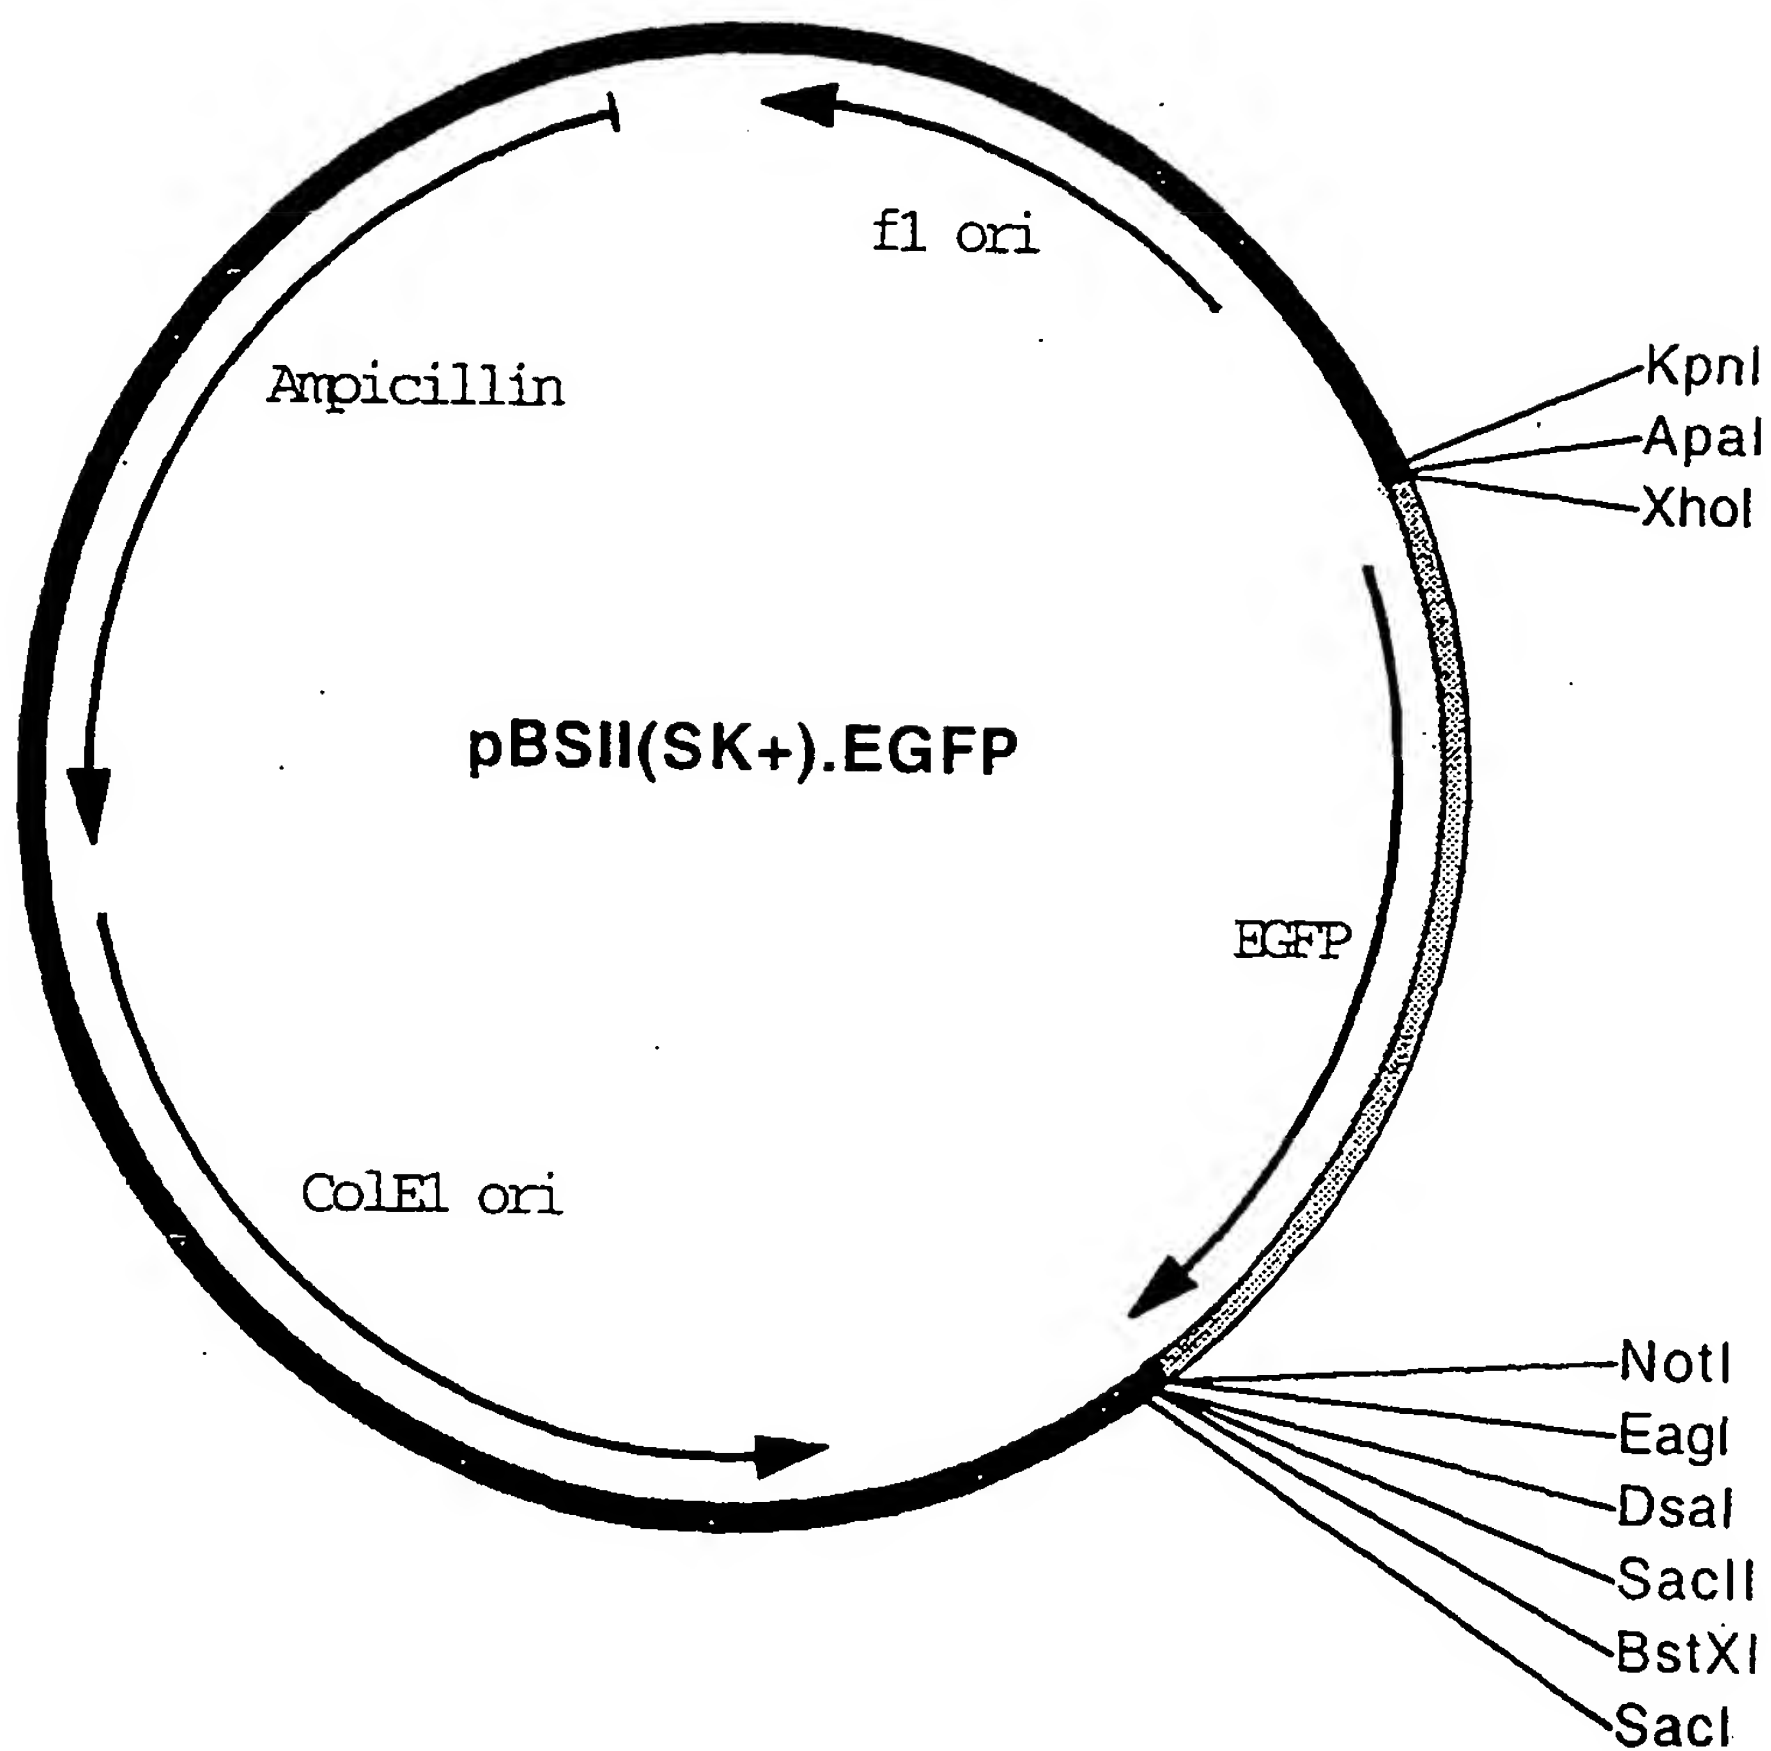 f1 ori
KpnI
Ampicillin
ApaI
XhoI
pBSII(SK+).EGFP
EGFP
ColE1 ori
NotI
EagI
DsaI
SacII
BstXI
SacI